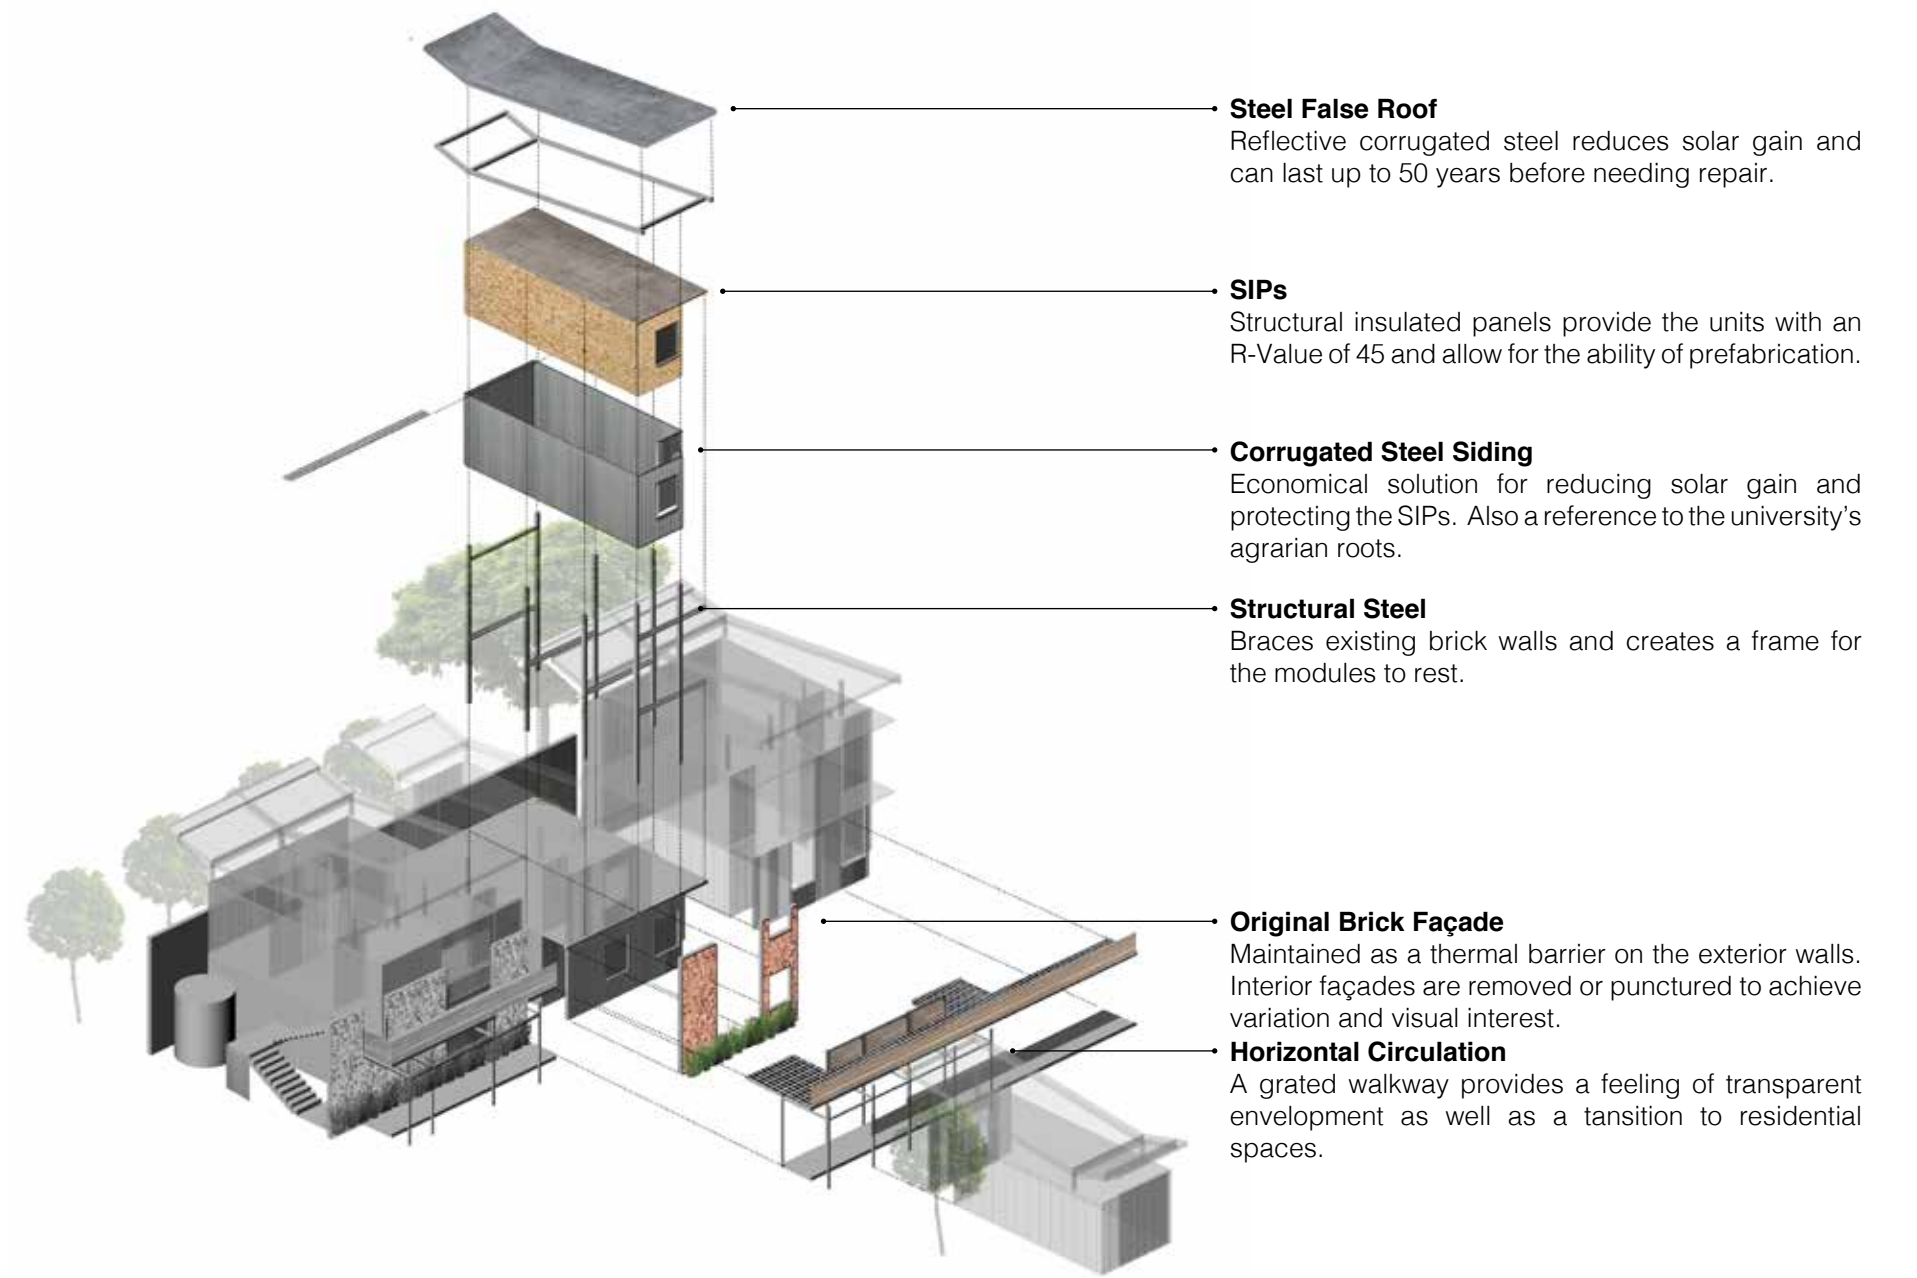 Steel False Roof
Reflective corrugated steel reduces solar gain and
can last up to 50 years before needing repair.
SIPs
Structural insulated panels provide the units with an
R-Value of 45 and allow for the ability of prefabrication.
Corrugated Steel Siding
Economical solution for reducing solar gain and
protecting the SIPs. Also a reference to the university's
agrarian roots.
Structural Steel
Braces existing brick walls and creates a frame for
the modules to rest.
Original Brick Façade
Maintained as a thermal barrier on the exterior walls.
Interior façades are removed or punctured to achieve
variation and visual interest.
Horizontal Circulation
A grated walkway provides a feeling of transparent
envelopment as well as a tansition to residential
spaces.